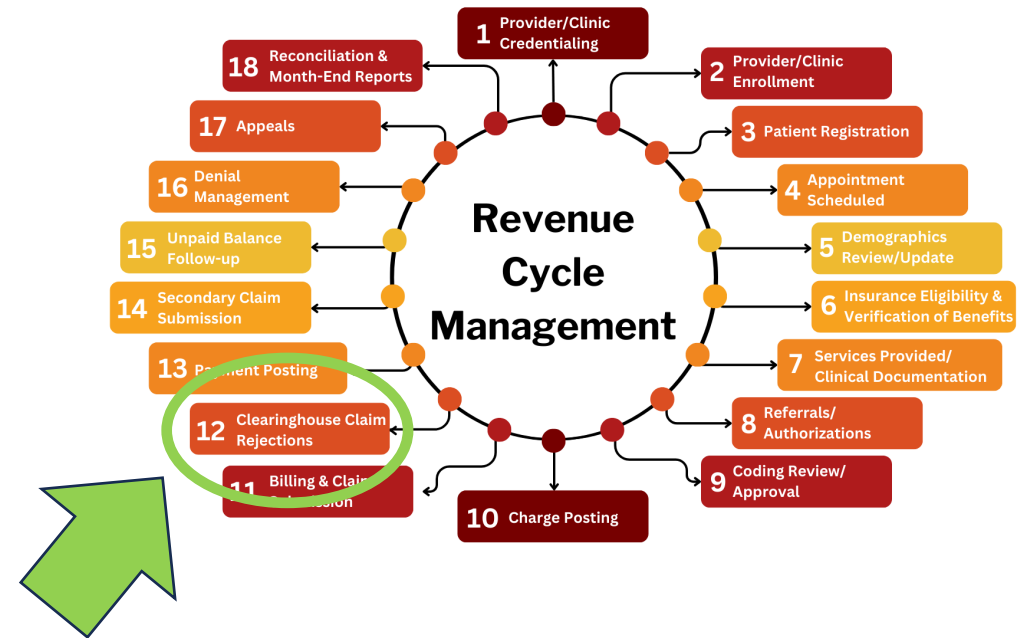 Revenue
Cycle
Management
1 Provider/Clinic
Credentialing
2 Provider/Clinic
Enrollment
3 Patient Registration
4 Appointment
Scheduled
5 Demographics
Review/Update
6 Insurance Eligibility &
Verification of Benefits
7 Services Provided/
Clinical Documentation
8 Referrals/
Authorizations
9 Coding Review/
Approval
10 Charge Posting
11 Billing & Claim
Submission
12 Clearinghouse Claim
Rejections
13 Payment Posting
14 Secondary Claim
Submission
15 Unpaid Balance
Follow-up
16 Denial
Management
17 Appeals
18 Reconciliation &
Month-End Reports